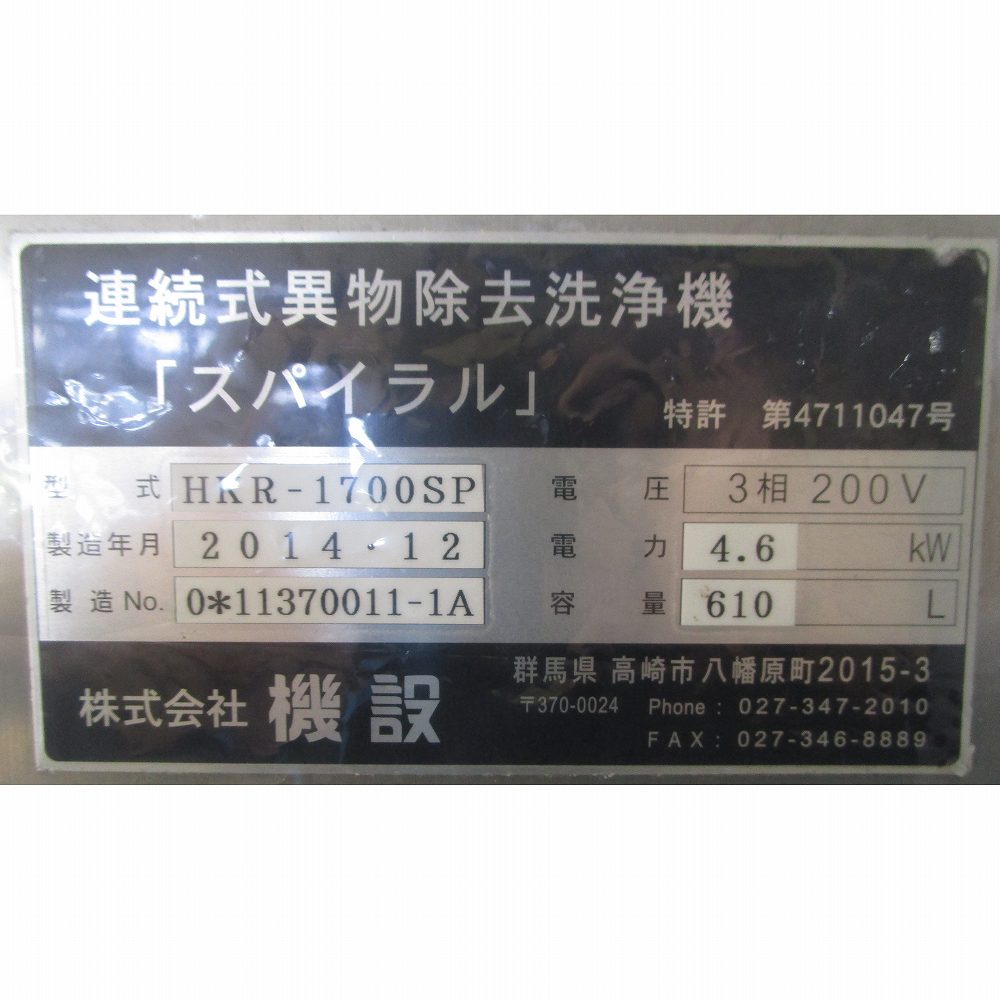 連続式異物除去洗浄機
「スパイラル」
特許 第4711047号
型式 HKR-1700SP 電圧 3相 200V
製造年月 2014・12 電力 4.6 kW
製造No. 0*11370011-1A 容量 610 L
株式会社 機設
群馬県 高崎市八幡原町2015-3
〒370-0024 Phone : 027-347-2010
FAX : 027-346-8889